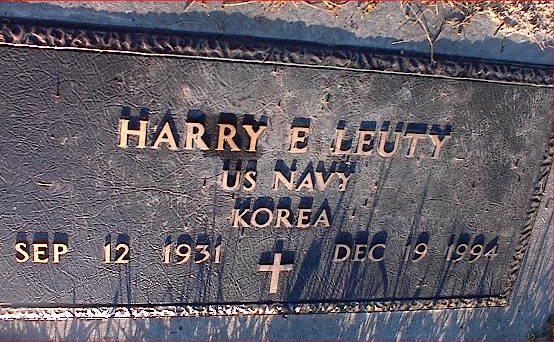 HARRY E LEUTY
US NAVY
KOREA
SEP 12 1931 DEC 19 1994